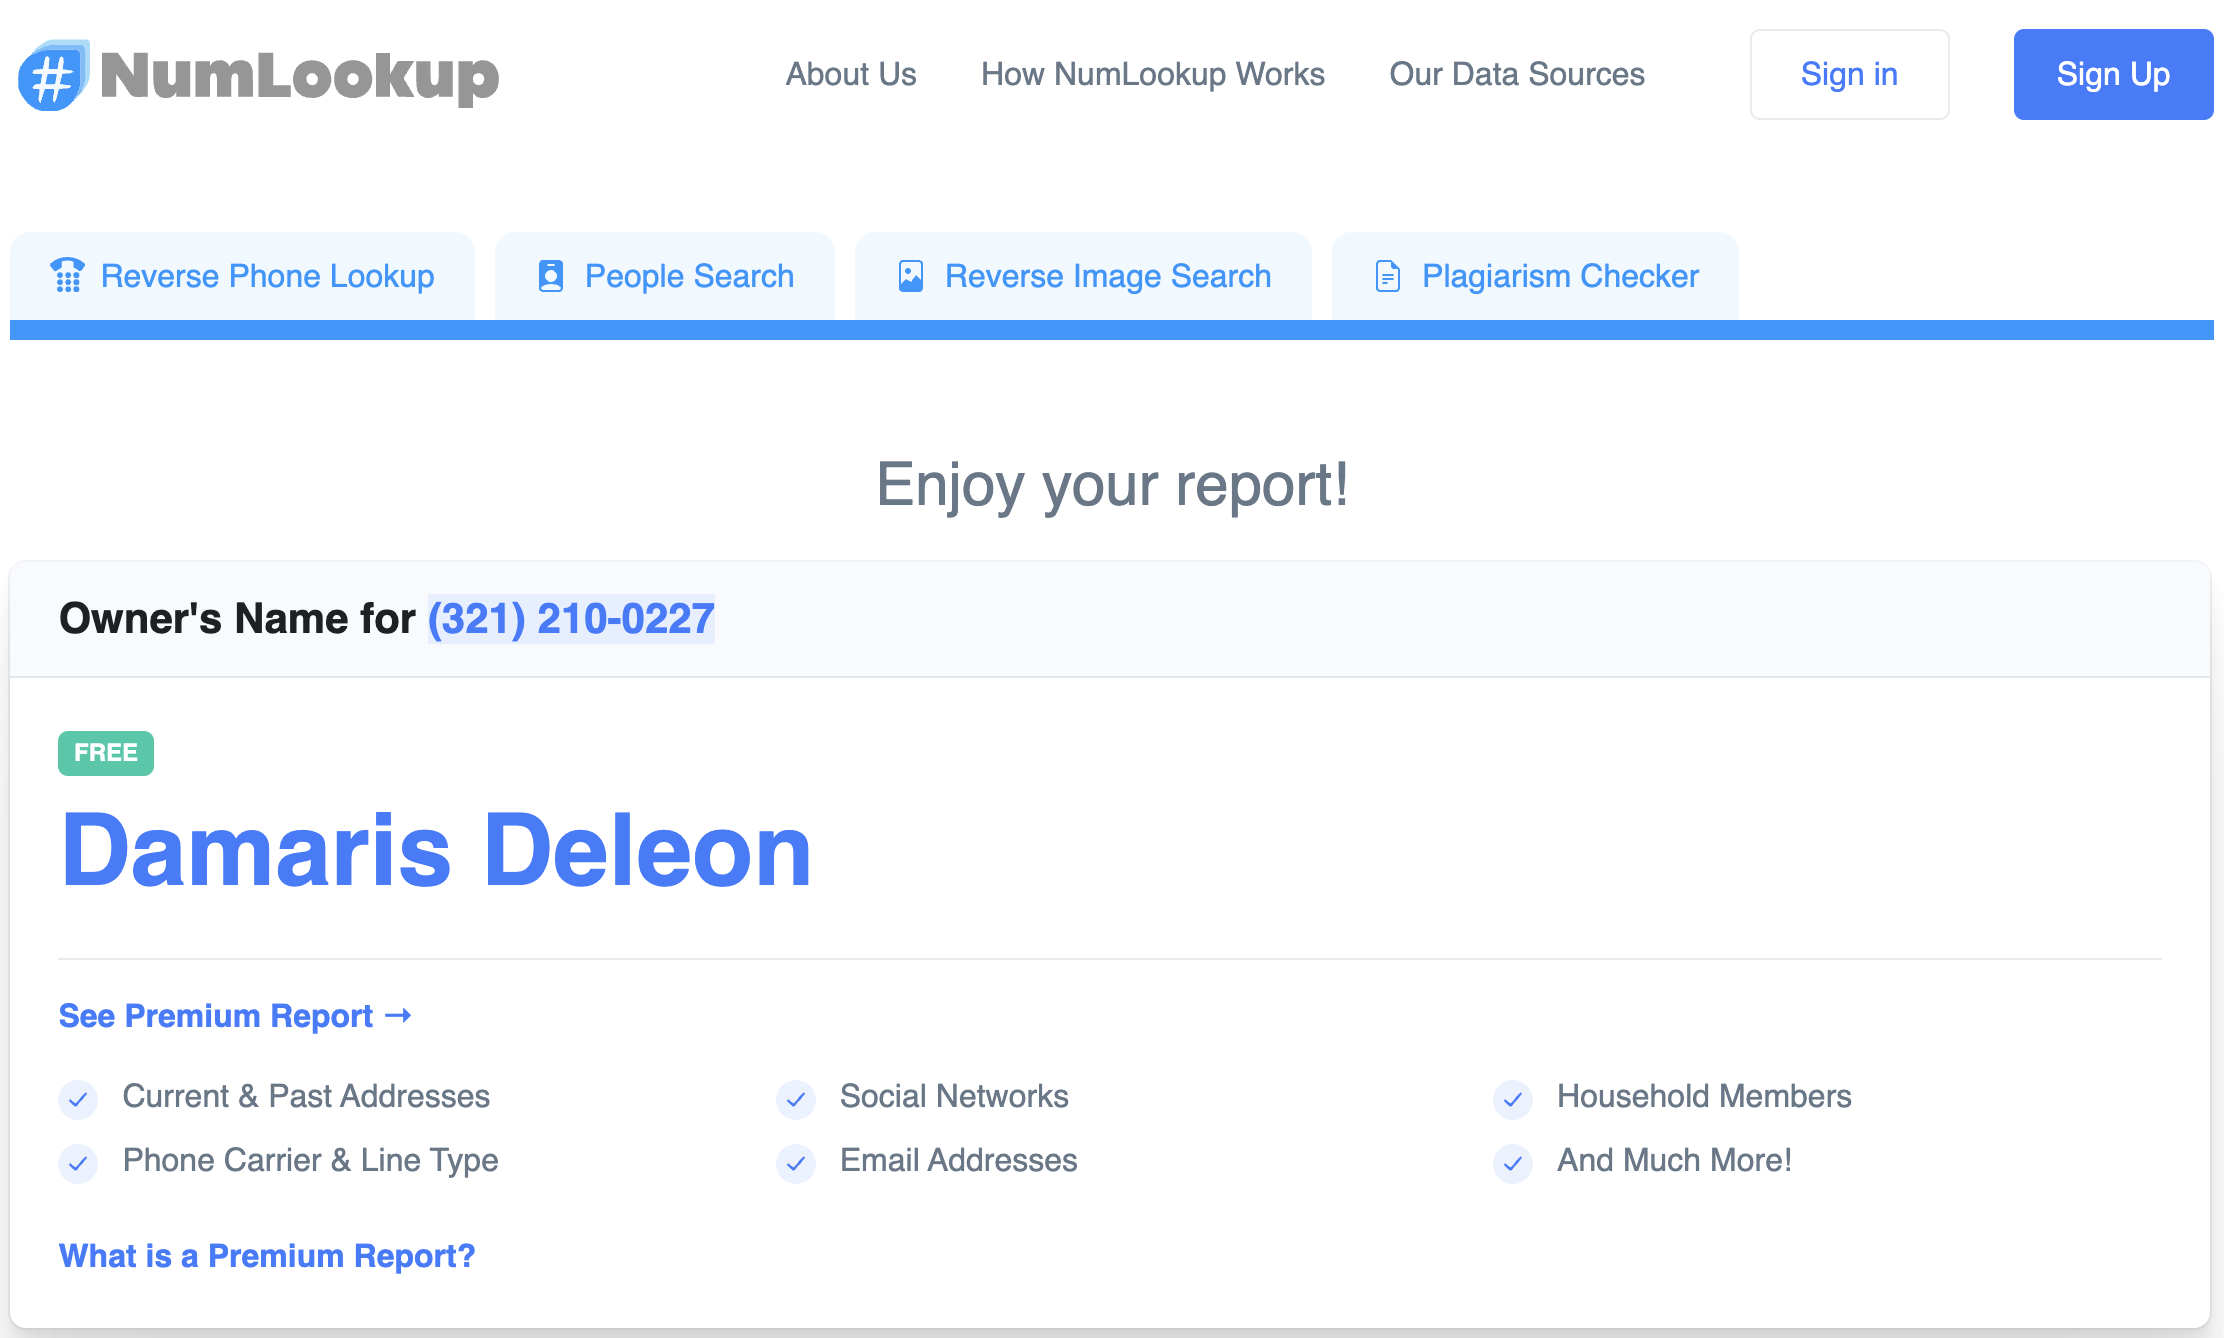 # NumLookup
About Us How NumLookup Works Our Data Sources Sign in Sign Up
Reverse Phone Lookup People Search Reverse Image Search Plagiarism Checker
Enjoy your report!
Owner's Name for (321) 210-0227
FREE
Damaris Deleon
See Premium Report →
Current & Past Addresses Social Networks Household Members
Phone Carrier & Line Type Email Addresses And Much More!
What is a Premium Report?